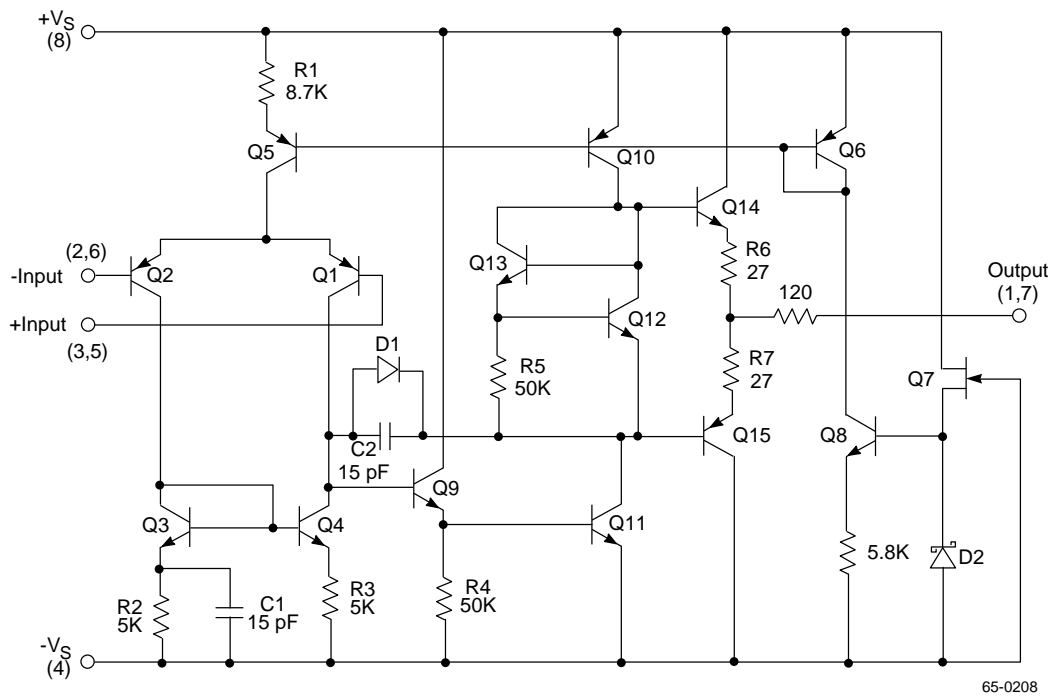 +VS
(8)
R1
8.7K
Q5
Q10
Q6
Q14
(2,6)
-Input
Q2
Q1
Q13
R6
27
Output
(1,7)
120
+Input
(3,5)
Q12
D1
R5
50K
R7
27
Q7
C2
15 pF
Q15
Q8
Q9
Q3
Q4
Q11
5.8K
D2
R2
5K
C1
15 pF
R3
5K
R4
50K
-VS
(4)
65-0208